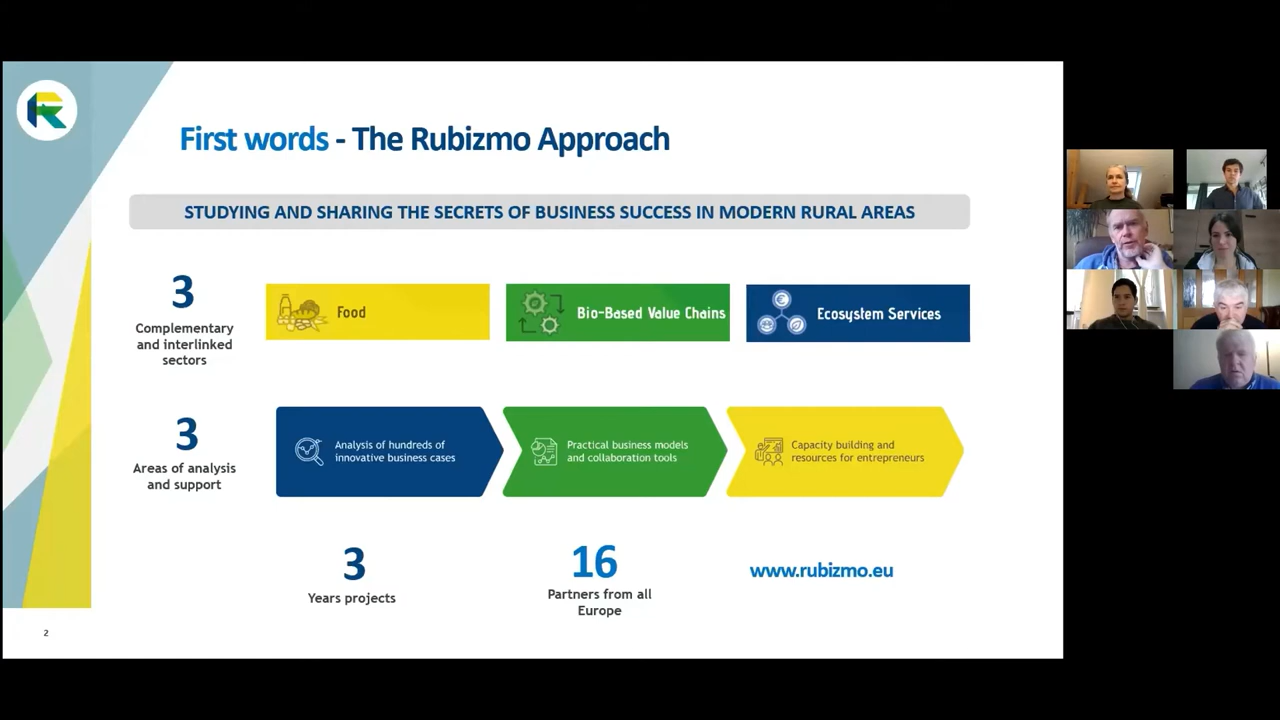 First words - The Rubizmo Approach
STUDYING AND SHARING THE SECRETS OF BUSINESS SUCCESS IN MODERN RURAL AREAS
3
Complementary
and interlinked
sectors
Food
Bio-Based Value Chains
Ecosystem Services
3
Areas of analysis
and support
Analysis of hundreds of
innovative business cases
Practical business models
and collaboration tools
Capacity building and
resources for entrepreneurs
3
Years projects
16
Partners from all
Europe
www.rubizmo.eu
2